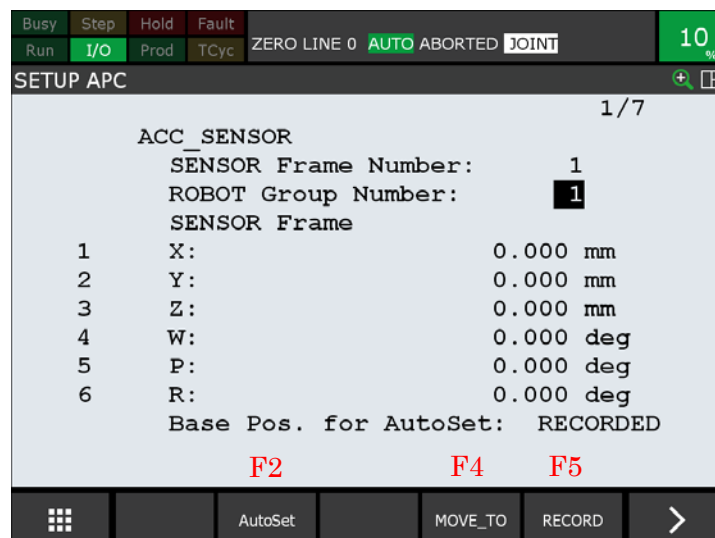 Busy Step Hold Fault
Run I/O Prod TCyc ZERO LINE 0 AUTO ABORTED JOINT 10 %
SETUP APC
1/7
ACC_SENSOR
SENSOR Frame Number: 1
ROBOT Group Number: 1
SENSOR Frame
1 X: 0.000 mm
2 Y: 0.000 mm
3 Z: 0.000 mm
4 W: 0.000 deg
5 P: 0.000 deg
6 R: 0.000 deg
Base Pos. for AutoSet: RECORDED
F2 F4 F5
AutoSet MOVE_TO RECORD